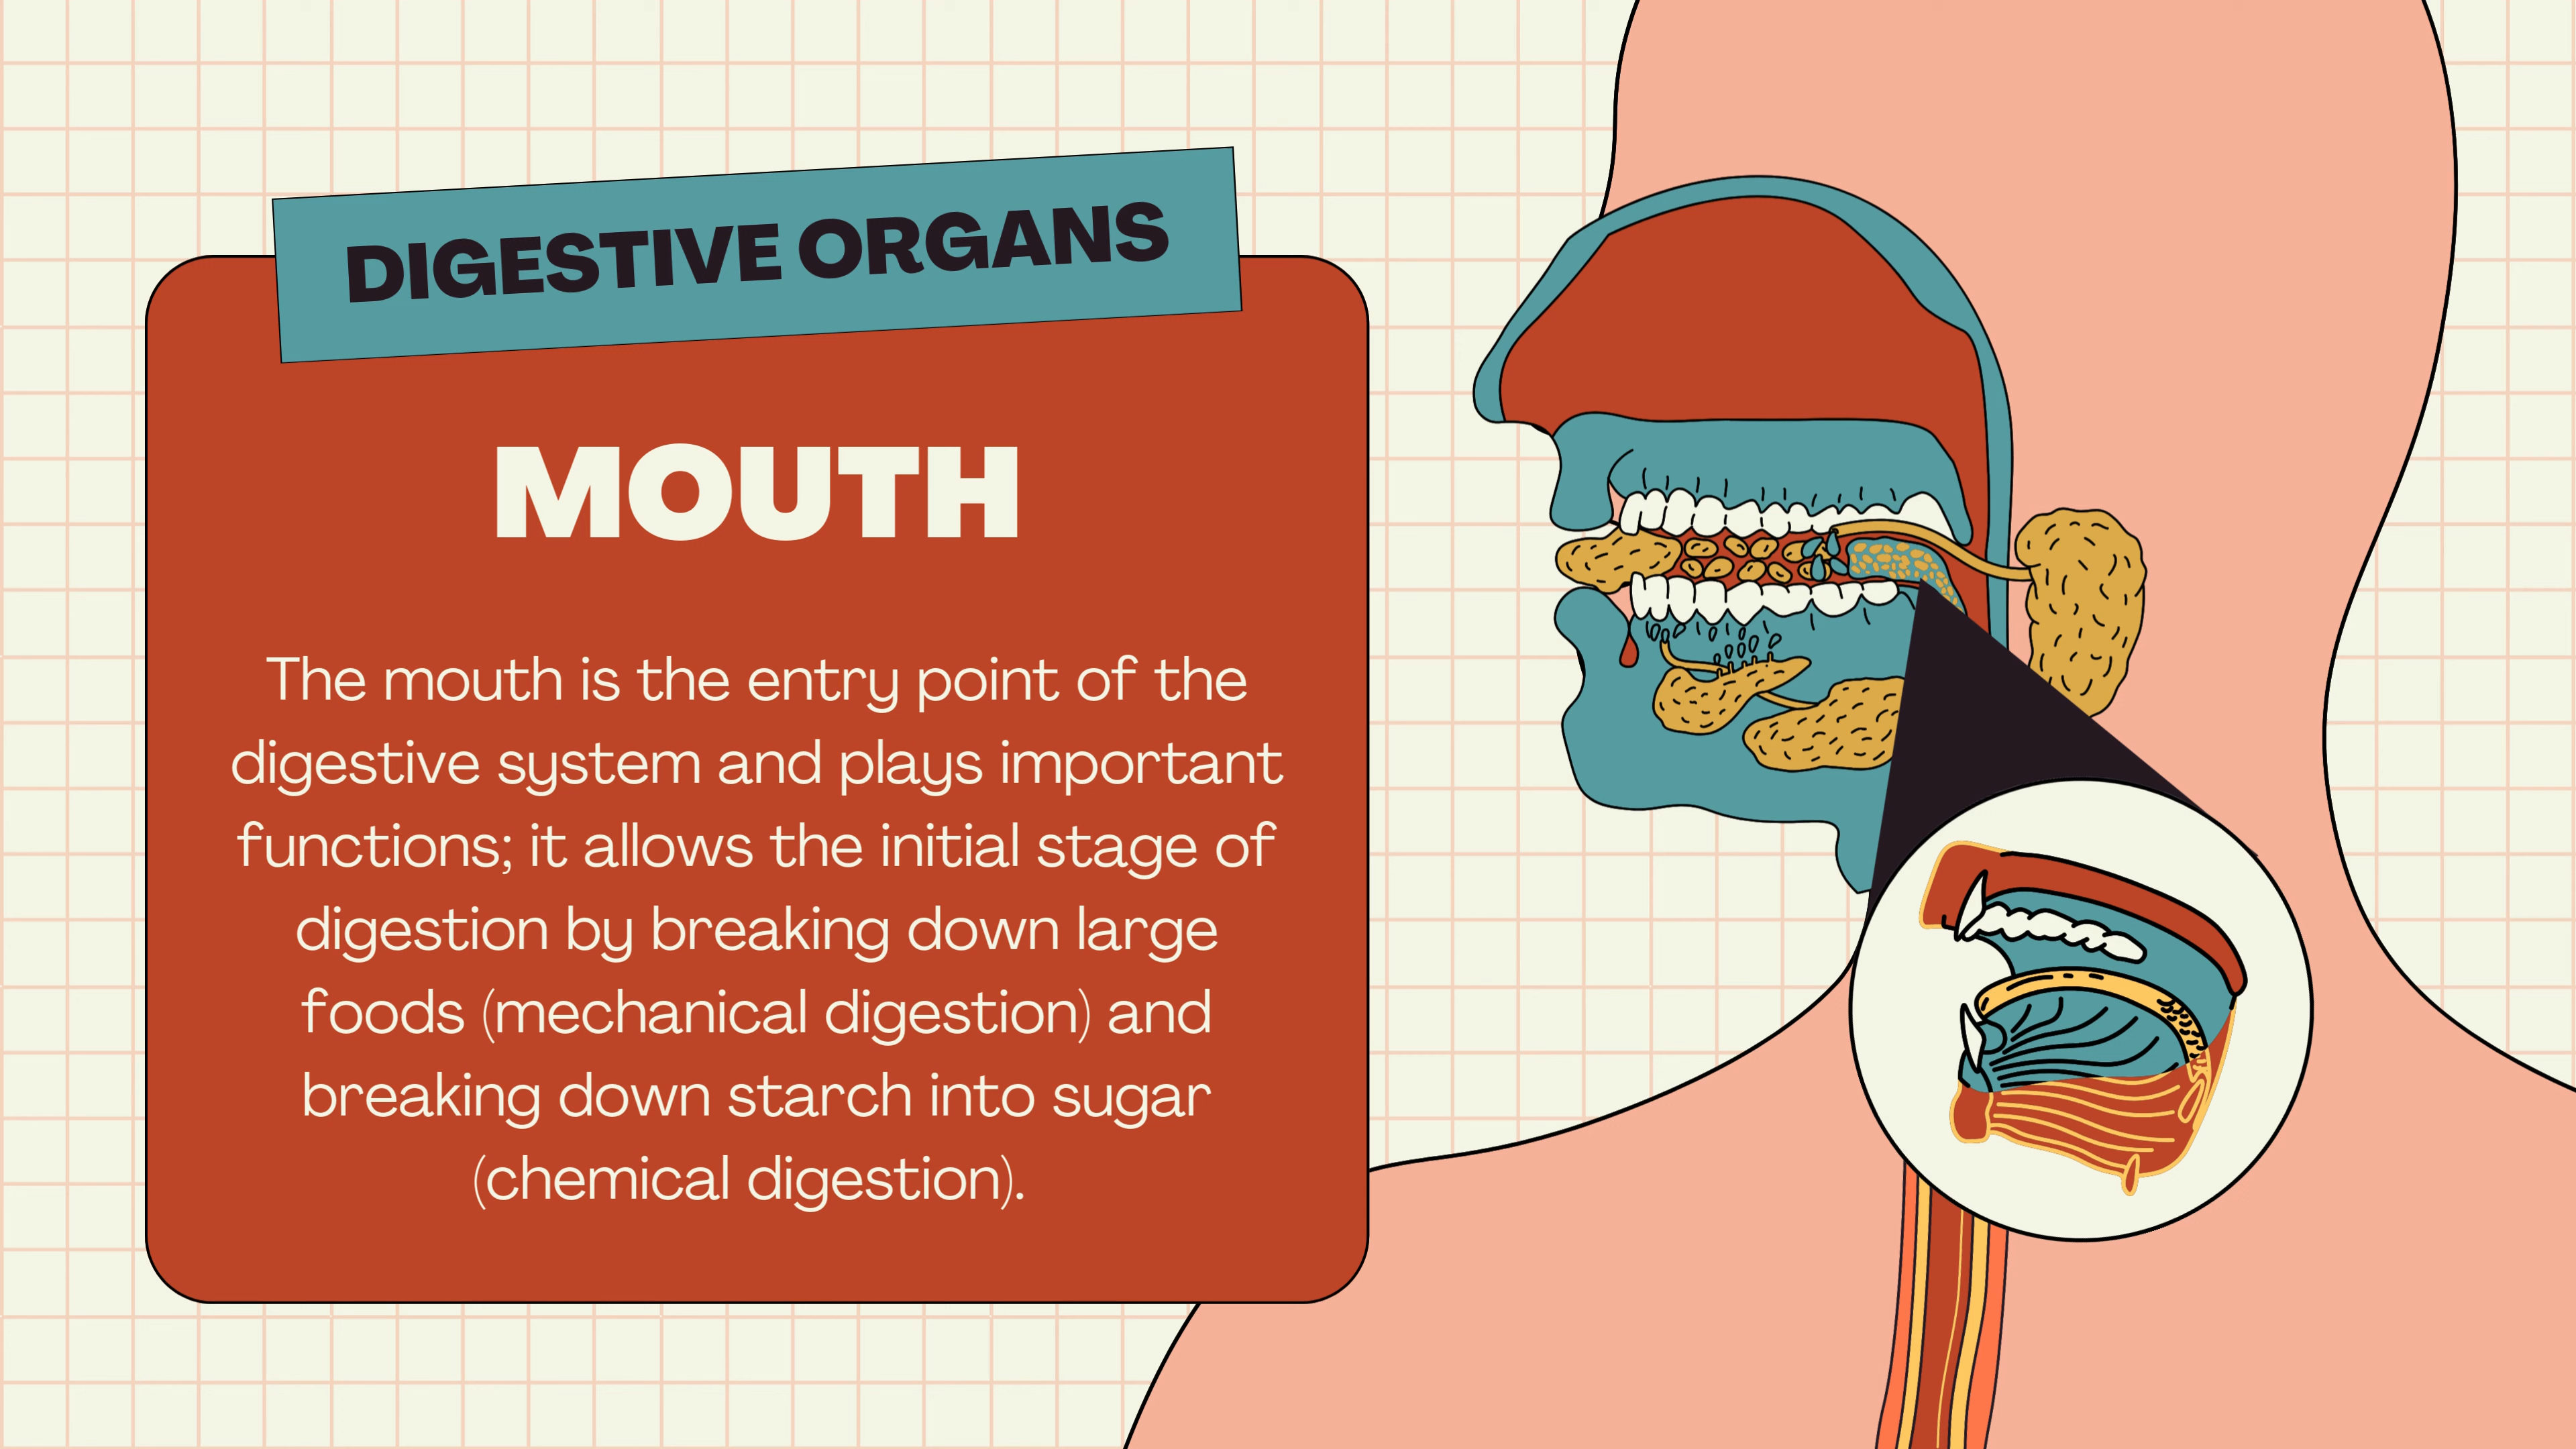 DIGESTIVE ORGANS
MOUTH
The mouth is the entry point of the
digestive system and plays important
functions; it allows the initial stage of
digestion by breaking down large
foods (mechanical digestion) and
breaking down starch into sugar
(chemical digestion).